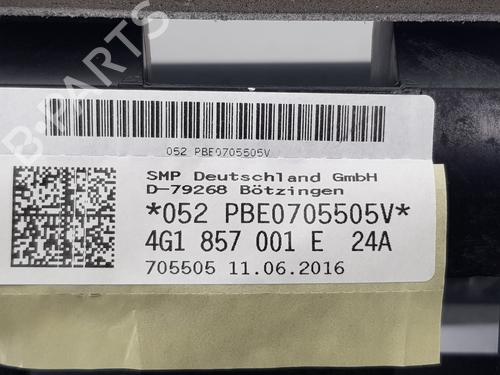 052 PBE0705505V
SMP Deutschland GmbH
D-79268 Bötzingen
*052 PBE0705505V*
4G1 857 001 E 24A
705505 11.06.2016
B-PARTS